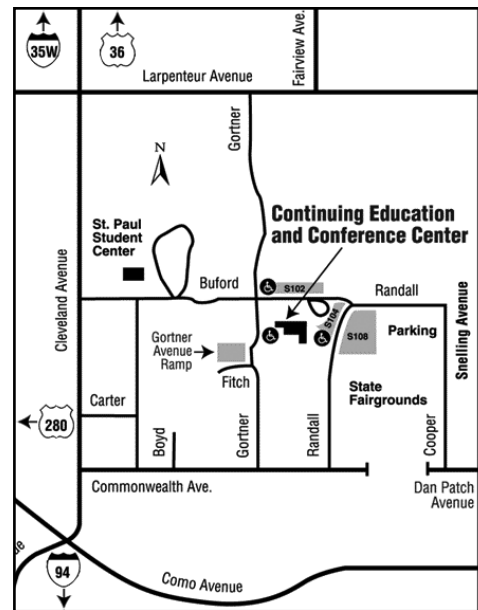 35W
36
Larpenteur Avenue
Fairview Ave.
Gortner
N
St. Paul
Student
Center
Continuing Education
and Conference Center
Cleveland Avenue
Buford
S102
Randall
S104
S108
Parking
Snelling Avenue
Gortner
Avenue
Ramp
Fitch
State
Fairgrounds
Carter
280
Boyd
Gortner
Randall
Cooper
Commonwealth Ave.
Dan Patch
Avenue
ue
94
Como Avenue